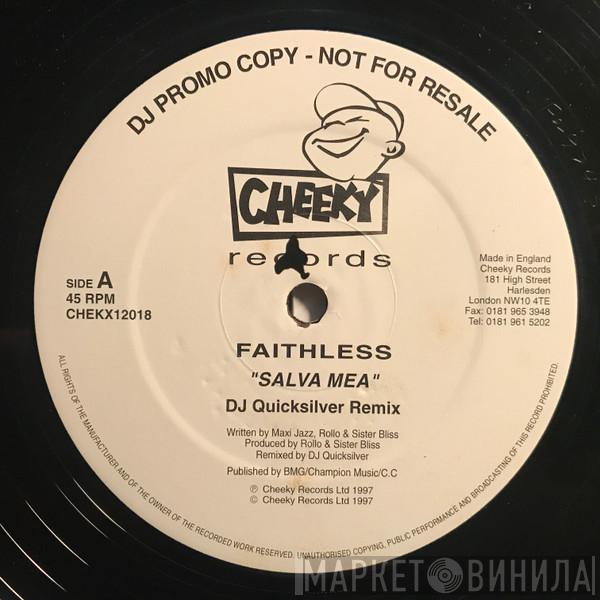 DJ PROMO COPY - NOT FOR RESALE
CHEEKY
records
SIDE A
45 RPM
CHEKX12018
Made in England
Cheeky Records
181 High Street
Harlesden
London NW10 4TE
Fax: 0181 965 3948
Tel: 0181 961 5202
FAITHLESS
"SALVA MEA"
DJ Quicksilver Remix
Written by Maxi Jazz, Rollo & Sister Bliss
Produced by Rollo & Sister Bliss
Remixed by DJ Quicksilver
Published by BMG/Champion Music/C.C
℗ Cheeky Records Ltd 1997
© Cheeky Records Ltd 1997
ALL RIGHTS OF THE MANUFACTURER AND OF THE OWNER OF THE RECORDED WORK RESERVED. UNAUTHORISED COPYING, PUBLIC PERFORMANCE AND BROADCASTING OF THIS RECORD PROHIBITED.
МАРКЕТ ВИНИЛА